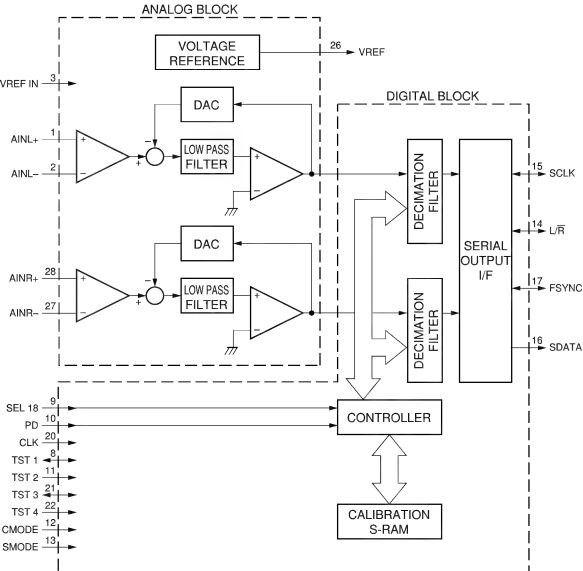 ANALOG BLOCK
VOLTAGE
REFERENCE
26
VREF
VREF IN
3
DIGITAL BLOCK
DAC
AINL+
1
+
−
+
LOW PASS
FILTER
+
−
AINL−
2
−
DECIMATION
FILTER
SERIAL
OUTPUT
I/F
15
SCLK
14
L/R̅
17
FSYNC
16
SDATA
DAC
AINR+
28
+
−
+
LOW PASS
FILTER
+
−
AINR−
27
−
DECIMATION
FILTER
SEL 18
9
PD
10
CONTROLLER
CLK
20
TST 1
8
TST 2
11
TST 3
21
TST 4
22
CMODE
12
SMODE
13
CALIBRATION
S-RAM